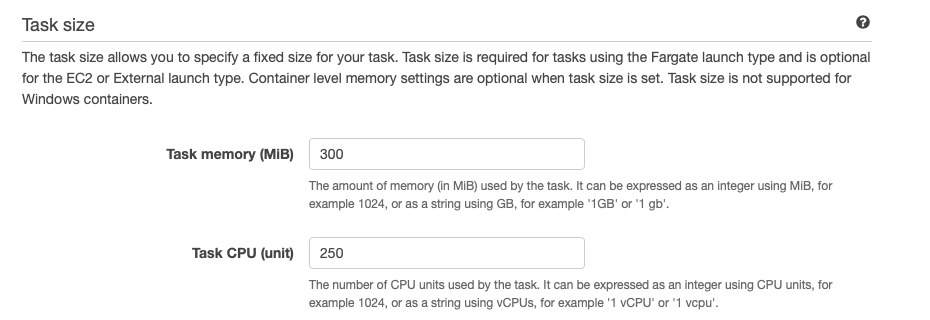 Task size
The task size allows you to specify a fixed size for your task. Task size is required for tasks using the Fargate launch type and is optional
for the EC2 or External launch type. Container level memory settings are optional when task size is set. Task size is not supported for
Windows containers.
Task memory (MiB) 300
The amount of memory (in MiB) used by the task. It can be expressed as an integer using MiB, for
example 1024, or as a string using GB, for example '1GB' or '1 gb'.
Task CPU (unit) 250
The number of CPU units used by the task. It can be expressed as an integer using CPU units, for
example 1024, or as a string using vCPUs, for example '1 vCPU' or '1 vcpu'.